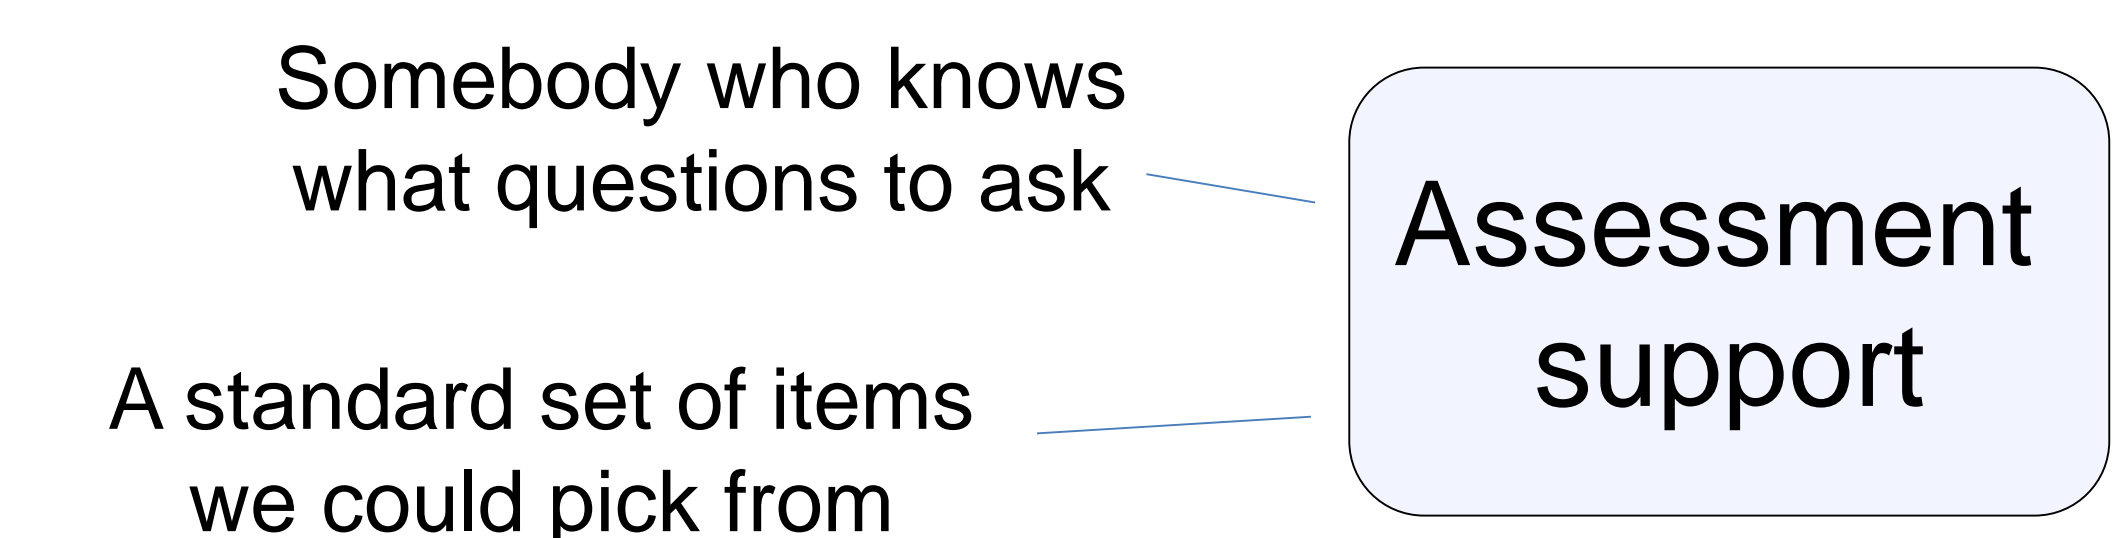 Somebody who knows
what questions to ask
A standard set of items
we could pick from
Assessment
support